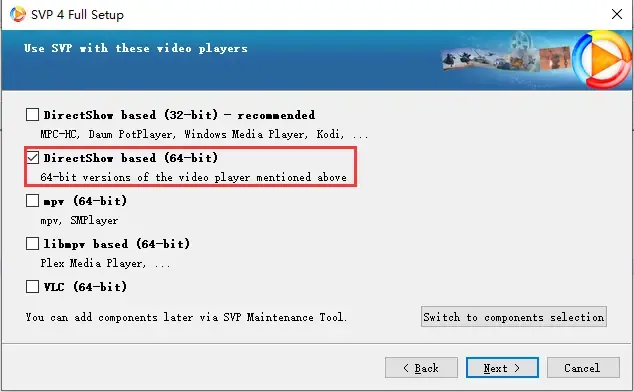 SVP 4 Full Setup
Use SVP with these video players
DirectShow based (32-bit) - recommended
MPC-HC, Daum PotPlayer, Windows Media Player, Kodi, ...
DirectShow based (64-bit)
64-bit versions of the video player mentioned above
mpv (64-bit)
mpv, SMPlayer
libmpv based (64-bit)
Plex Media Player, ...
VLC (64-bit)
You can add components later via SVP Maintenance Tool.
Switch to components selection
< Back
Next >
Cancel